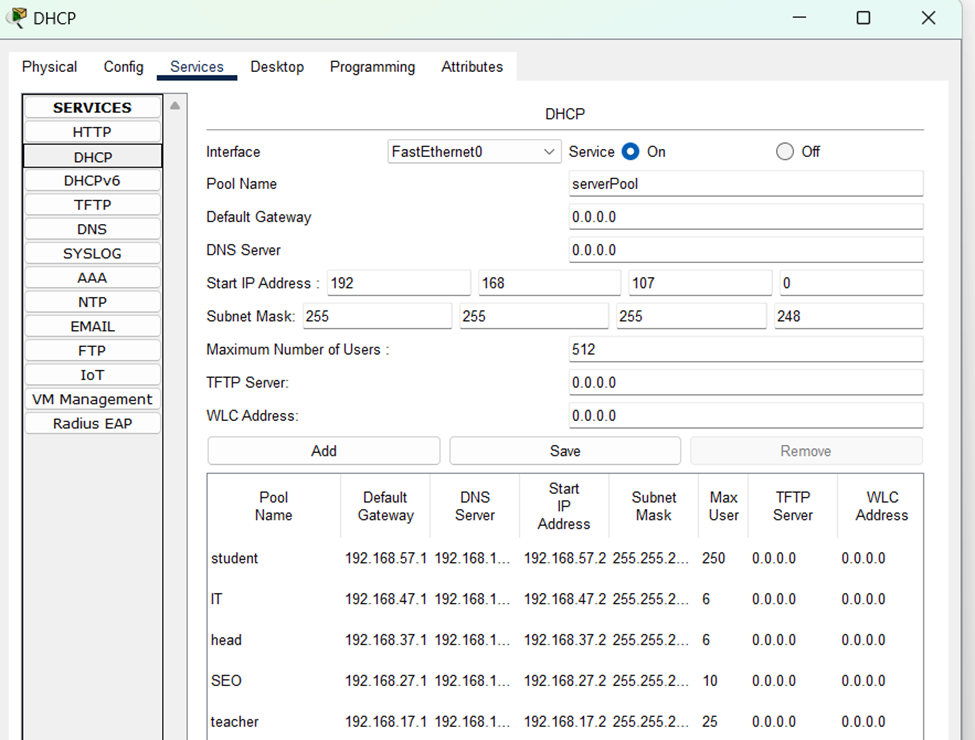 DHCP
Physical Config Services Desktop Programming Attributes
SERVICES
HTTP
DHCP
DHCPv6
TFTP
DNS
SYSLOG
AAA
NTP
EMAIL
FTP
IoT
VM Management
Radius EAP
DHCP
Interface FastEthernet0 Service On Off
Pool Name serverPool
Default Gateway 0.0.0.0
DNS Server 0.0.0.0
Start IP Address : 192 168 107 0
Subnet Mask: 255 255 255 248
Maximum Number of Users : 512
TFTP Server: 0.0.0.0
WLC Address: 0.0.0.0
Add Save Remove
Pool Name Default Gateway DNS Server Start IP Address Subnet Mask Max User TFTP Server WLC Address
student 192.168.57.1 192.168.1... 192.168.57.2 255.255.2... 250 0.0.0.0 0.0.0.0
IT 192.168.47.1 192.168.1... 192.168.47.2 255.255.2... 6 0.0.0.0 0.0.0.0
head 192.168.37.1 192.168.1... 192.168.37.2 255.255.2... 6 0.0.0.0 0.0.0.0
SEO 192.168.27.1 192.168.1... 192.168.27.2 255.255.2... 10 0.0.0.0 0.0.0.0
teacher 192.168.17.1 192.168.1... 192.168.17.2 255.255.2... 25 0.0.0.0 0.0.0.0